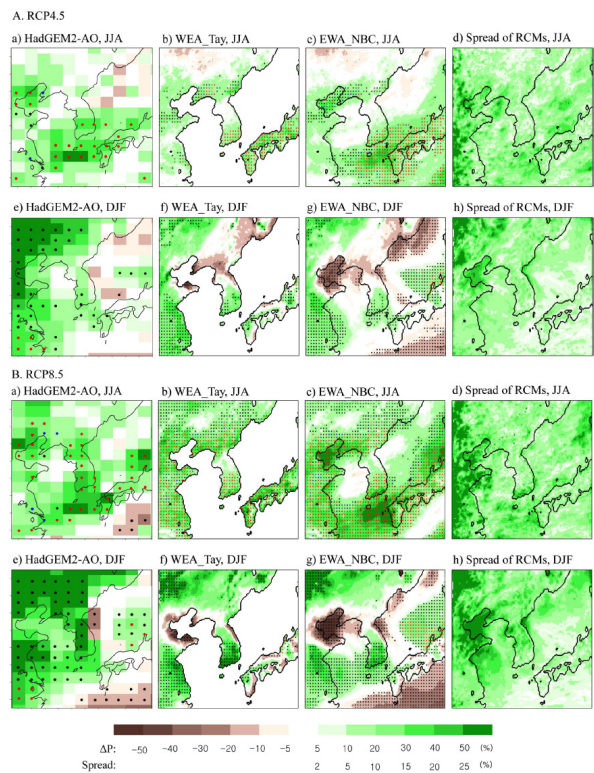 A. RCP4.5
a) HadGEM2-AO, JJA b) WEA_Tay, JJA c) EWA_NBC, JJA d) Spread of RCMs, JJA
e) HadGEM2-AO, DJF f) WEA_Tay, DJF g) EWA_NBC, DJF h) Spread of RCMs, DJF
B. RCP8.5
a) HadGEM2-AO, JJA b) WEA_Tay, JJA c) EWA_NBC, JJA d) Spread of RCMs, JJA
e) HadGEM2-AO, DJF f) WEA_Tay, DJF g) EWA_NBC, DJF h) Spread of RCMs, DJF
ΔP: −50 −40 −30 −20 −10 −5 5 10 20 30 40 50 (%)
Spread: 2 5 10 15 20 25 (%)